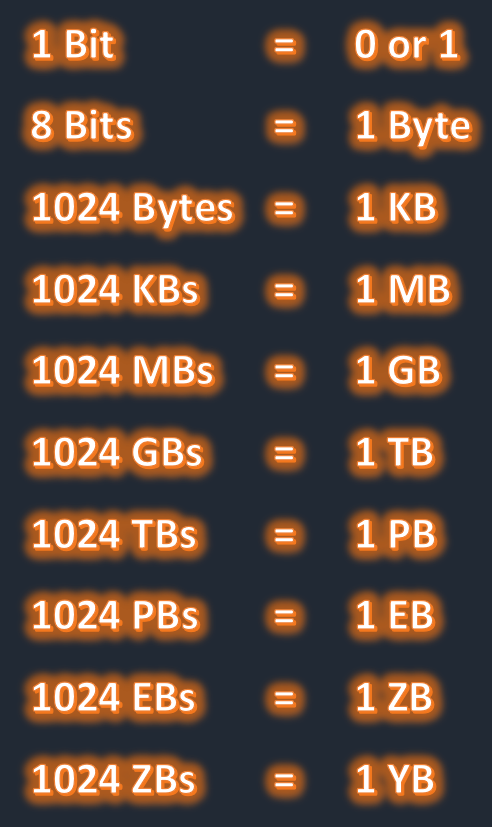 1 Bit = 0 or 1
8 Bits = 1 Byte
1024 Bytes = 1 KB
1024 KBs = 1 MB
1024 MBs = 1 GB
1024 GBs = 1 TB
1024 TBs = 1 PB
1024 PBs = 1 EB
1024 EBs = 1 ZB
1024 ZBs = 1 YB